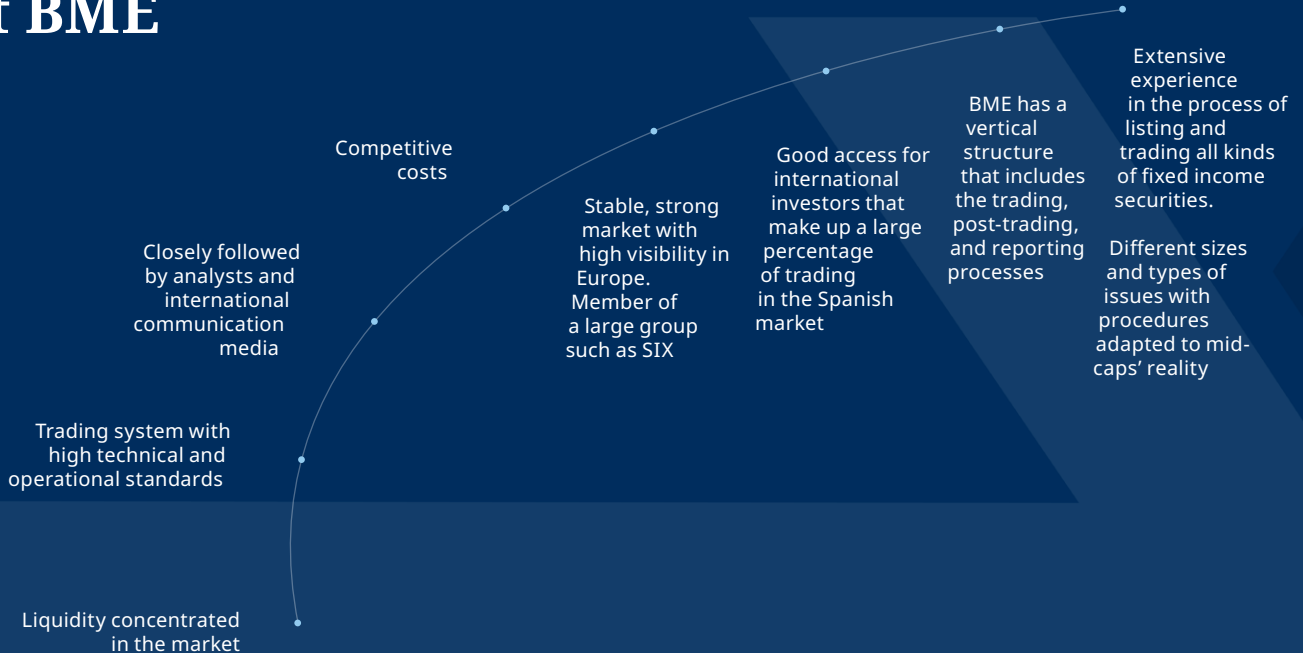 BME
Competitive
costs
Closely followed
by analysts and
international
communication
media
Trading system with
high technical and
operational standards
Liquidity concentrated
in the market
Stable, strong
market with
high visibility in
Europe.
Member of
a large group
such as SIX
Good access for
international
investors that
make up a large
percentage
of trading
in the Spanish
market
BME has a
vertical
structure
that includes
the trading,
post-trading,
and reporting
processes
Extensive
experience
in the process of
listing and
trading all kinds
of fixed income
securities.
Different sizes
and types of
issues with
procedures
adapted to mid-
caps’ reality